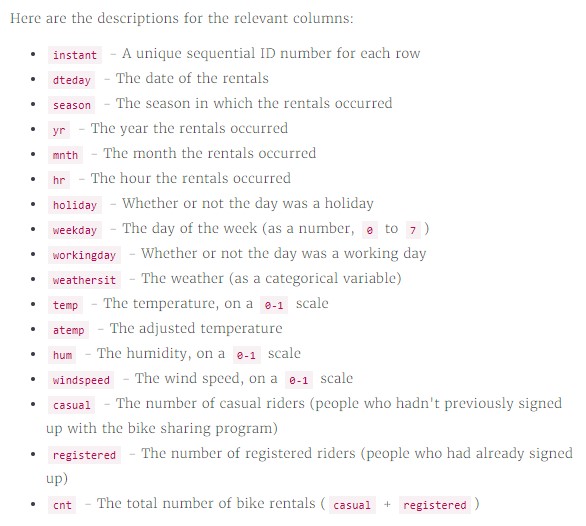 Here are the descriptions for the relevant columns:
• instant – A unique sequential ID number for each row
• dteday – The date of the rentals
• season – The season in which the rentals occurred
• yr – The year the rentals occurred
• mnth – The month the rentals occurred
• hr – The hour the rentals occurred
• holiday – Whether or not the day was a holiday
• weekday – The day of the week (as a number, 0 to 7 )
• workingday – Whether or not the day was a working day
• weathersit – The weather (as a categorical variable)
• temp – The temperature, on a 0-1 scale
• atemp – The adjusted temperature
• hum – The humidity, on a 0-1 scale
• windspeed – The wind speed, on a 0-1 scale
• casual – The number of casual riders (people who hadn't previously signed
up with the bike sharing program)
• registered – The number of registered riders (people who had already signed
up)
• cnt – The total number of bike rentals ( casual + registered )